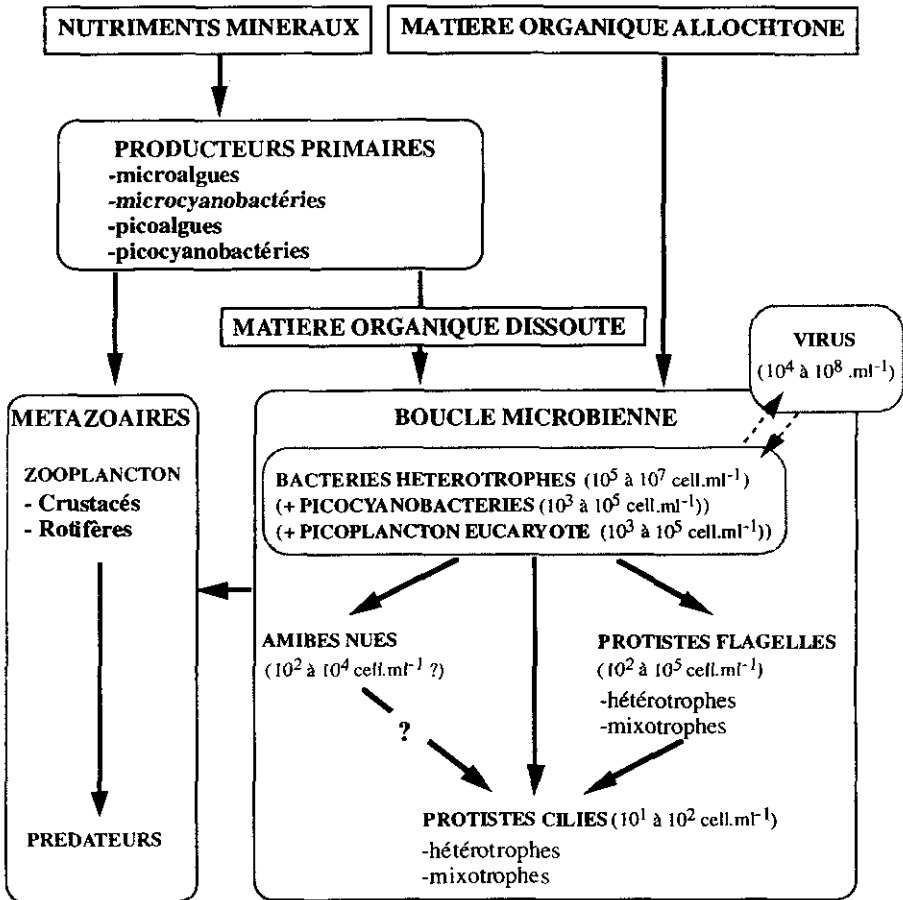 NUTRIMENTS MINERAUX
MATIERE ORGANIQUE ALLOCHTONE
PRODUCTEURS PRIMAIRES
-microalgues
-microcyanobactéries
-picoalgues
-picocyanobactéries
MATIERE ORGANIQUE DISSOUTE
VIRUS
(10⁴ à 10⁸ .ml⁻¹)
METAZOAIRES
ZOOPLANCTON
- Crustacés
- Rotifères
PREDATEURS
BOUCLE MICROBIENNE
BACTERIES HETEROTROPHES (10⁵ à 10⁷ cell.ml⁻¹)
(+ PICOCYANOBACTERIES (10³ à 10⁵ cell.ml⁻¹))
(+ PICOPLANCTON EUCARYOTE (10³ à 10⁵ cell.ml⁻¹))
AMIBES NUES
(10² à 10⁴ cell.ml⁻¹ ?)
?
PROTISTES FLAGELLES
(10² à 10⁵ cell.ml⁻¹)
-hétérotrophes
-mixotrophes
PROTISTES CILIES (10¹ à 10² cell.ml⁻¹)
-hétérotrophes
-mixotrophes